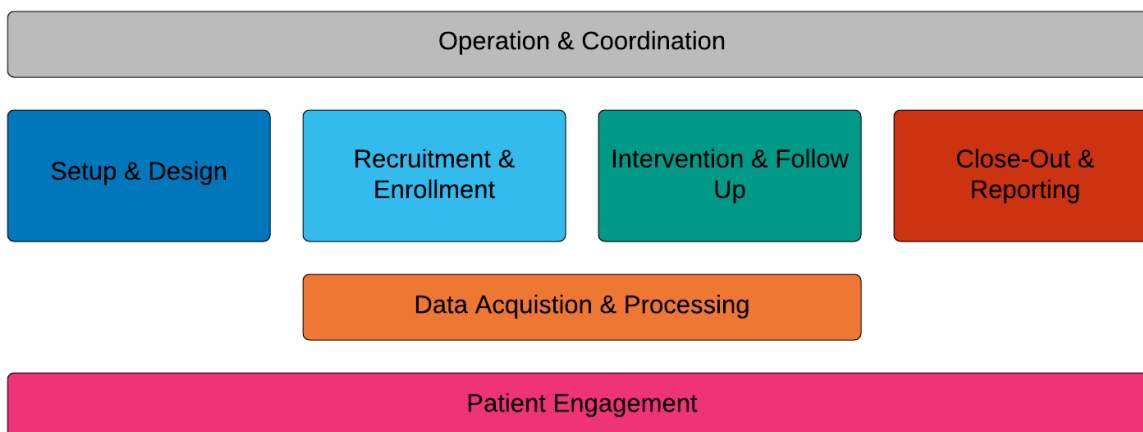 Operation & Coordination
Setup & Design
Recruitment &
Enrollment
Intervention & Follow
Up
Close-Out &
Reporting
Data Acquistion & Processing
Patient Engagement